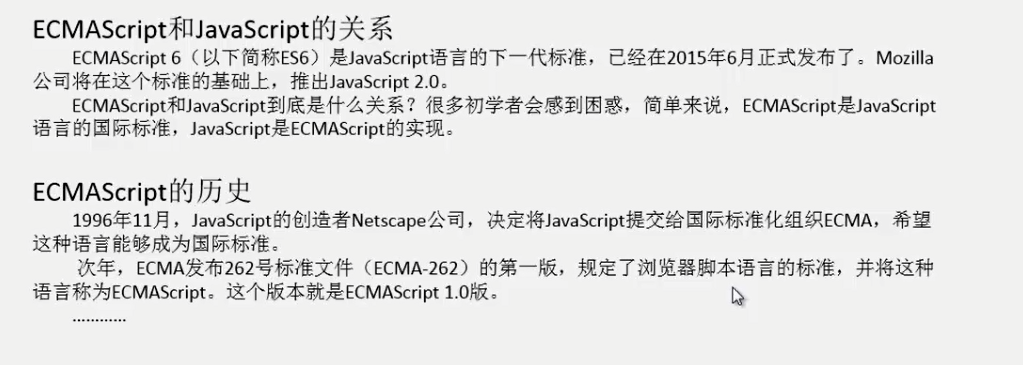 ECMAScript和JavaScript的关系
ECMAScript 6（以下简称ES6）是JavaScript语言的下一代标准，已经在2015年6月正式发布了。Mozilla
公司将在这个标准的基础上，推出JavaScript 2.0。
ECMAScript和JavaScript到底是什么关系？很多初学者会感到困惑，简单来说，ECMAScript是JavaScript
语言的国际标准，JavaScript是ECMAScript的实现。
ECMAScript的历史
1996年11月，JavaScript的创造者Netscape公司，决定将JavaScript提交给国际标准化组织ECMA，希望
这种语言能够成为国际标准。
次年，ECMA发布262号标准文件（ECMA-262）的第一版，规定了浏览器脚本语言的标准，并将这种
语言称为ECMAScript。这个版本就是ECMAScript 1.0版。
…………